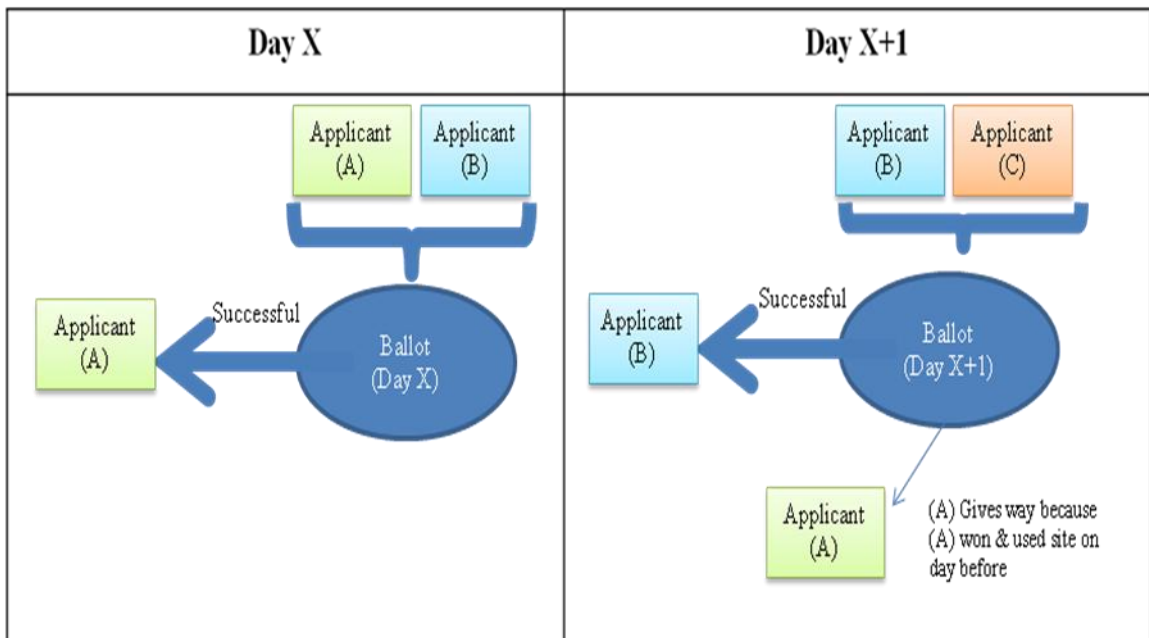 Day X
Day X+1
Applicant
(A)
Applicant
(B)
Successful
Applicant
(A)
Ballot
(Day X)
Applicant
(B)
Applicant
(C)
Successful
Applicant
(B)
Ballot
(Day X+1)
Applicant
(A)
(A) Gives way because
(A) won & used site on
day before